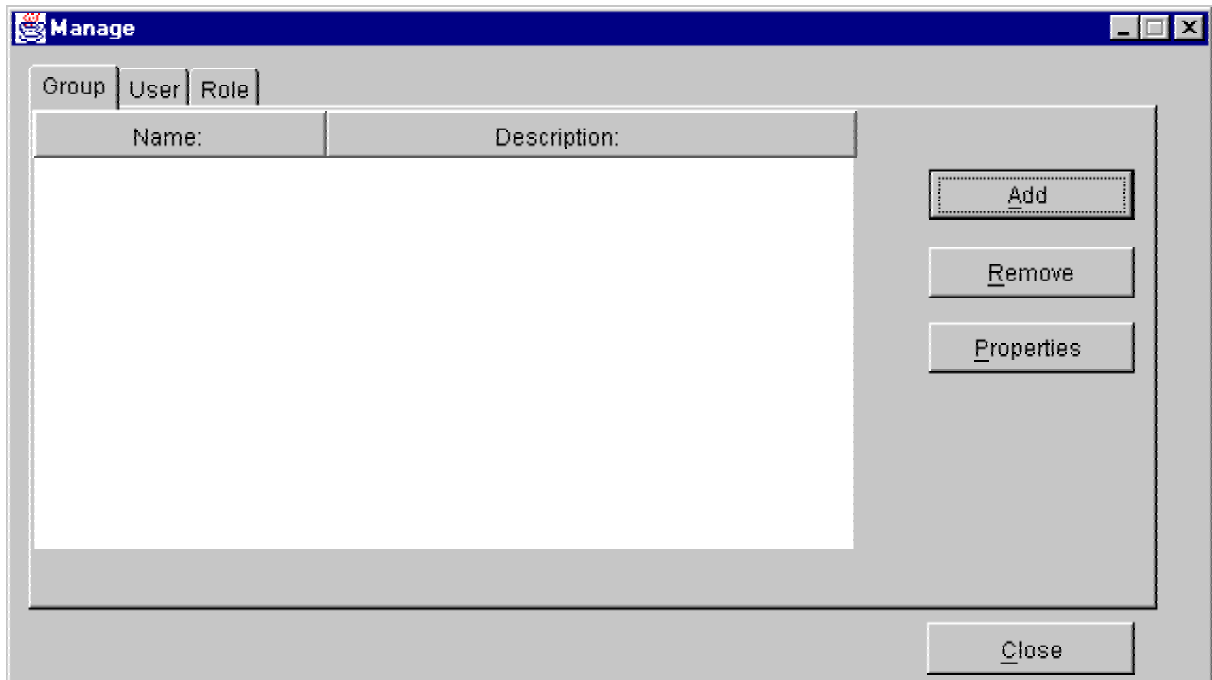 Manage
Group User Role
Name: Description:
Add
Remove
Properties
Close